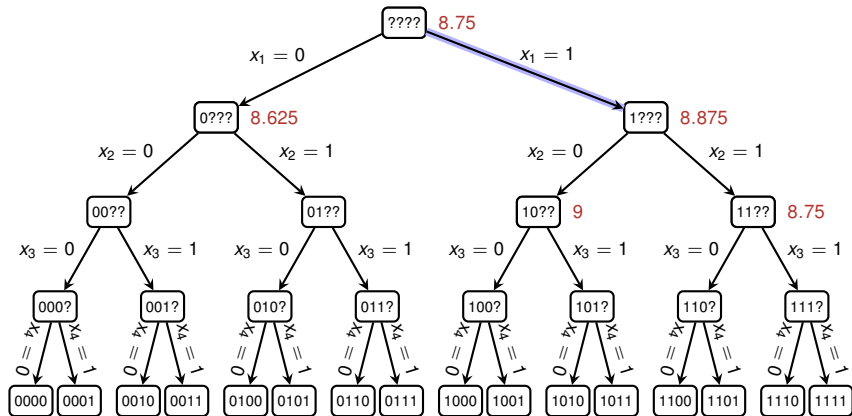 ???? 8.75
x₁ = 0 x₁ = 1
0??? 8.625 1??? 8.875
x₂ = 0 x₂ = 1 x₂ = 0 x₂ = 1
00?? 01?? 10?? 9 11?? 8.75
x₃ = 0 x₃ = 1 x₃ = 0 x₃ = 1 x₃ = 0 x₃ = 1 x₃ = 0 x₃ = 1
000? 001? 010? 011? 100? 101? 110? 111?
x₄ = 0 x₄ = 1 x₄ = 0 x₄ = 1 x₄ = 0 x₄ = 1 x₄ = 0 x₄ = 1 x₄ = 0 x₄ = 1 x₄ = 0 x₄ = 1 x₄ = 0 x₄ = 1 x₄ = 0 x₄ = 1
0000 0001 0010 0011 0100 0101 0110 0111 1000 1001 1010 1011 1100 1101 1110 1111